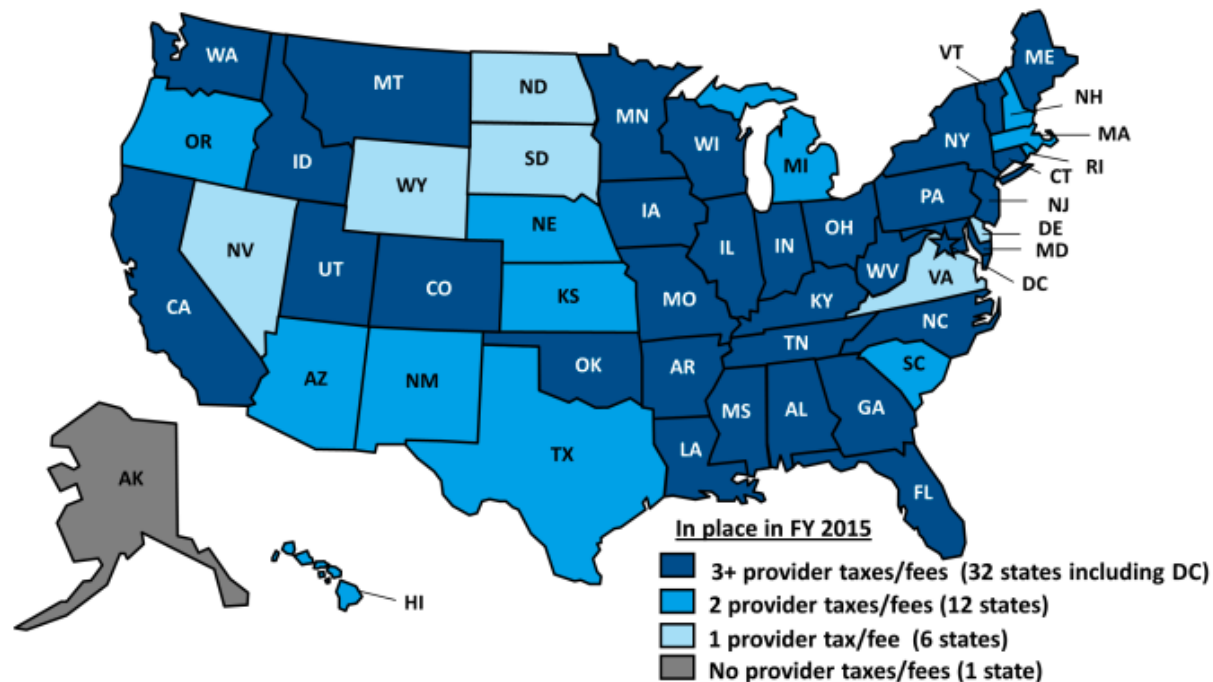 WA
MT
ND
MN
VT
ME
OR
ID
SD
WI
MI
NY
NH
MA
WY
RI
CT
NE
IA
PA
NJ
NV
UT
CO
IL
IN
OH
DE
MD
CA
KS
MO
WV
VA
DC
KY
NC
AZ
NM
OK
AR
TN
SC
TX
MS
AL
GA
LA
FL
AK
HI
In place in FY 2015
3+ provider taxes/fees (32 states including DC)
2 provider taxes/fees (12 states)
1 provider tax/fee (6 states)
No provider taxes/fees (1 state)